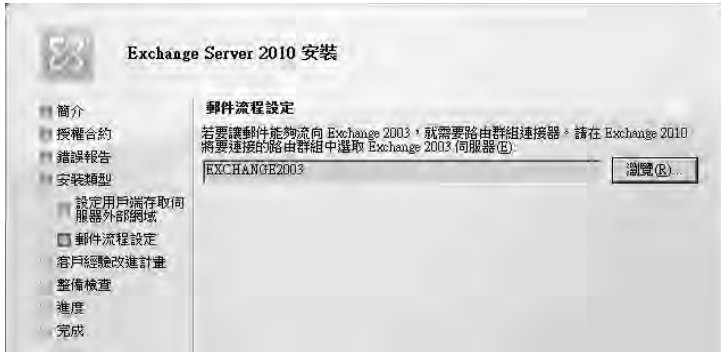 Exchange Server 2010 安裝
簡介
授權合約
錯誤報告
安裝類型
設定用戶端存取伺
服器外部網域
郵件流程設定
客戶經驗改進計畫
整備檢查
進度
完成
郵件流程設定
若要讓郵件能夠流向 Exchange 2003，就需要路由群組連接器。請在 Exchange 2010
將要連接的路由群組中選取 Exchange 2003 伺服器(E):
EXCHANGE2003
瀏覽(R)...